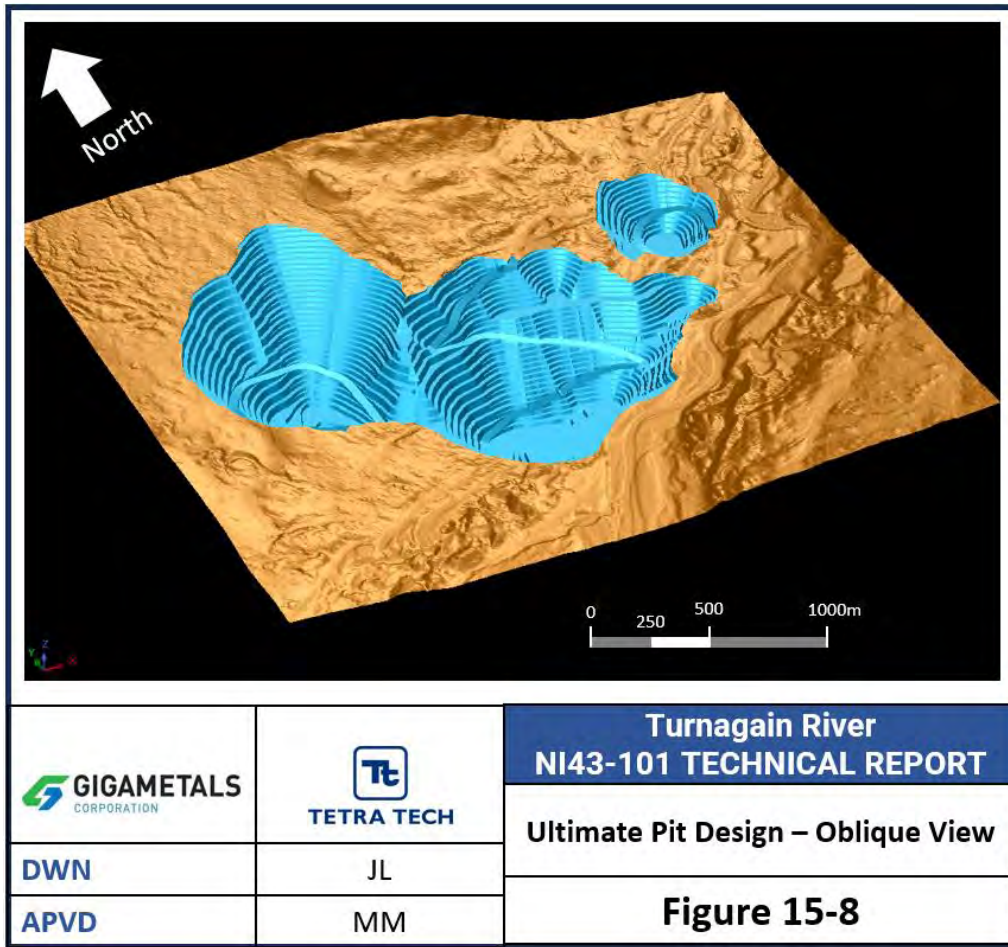 North
0
250
500
1000m
Z
Y
X
GIGAMETALS
CORPORATION
Tt
TETRA TECH
Turnagain River
NI43-101 TECHNICAL REPORT
Ultimate Pit Design – Oblique View
DWN
JL
APVD
MM
Figure 15-8